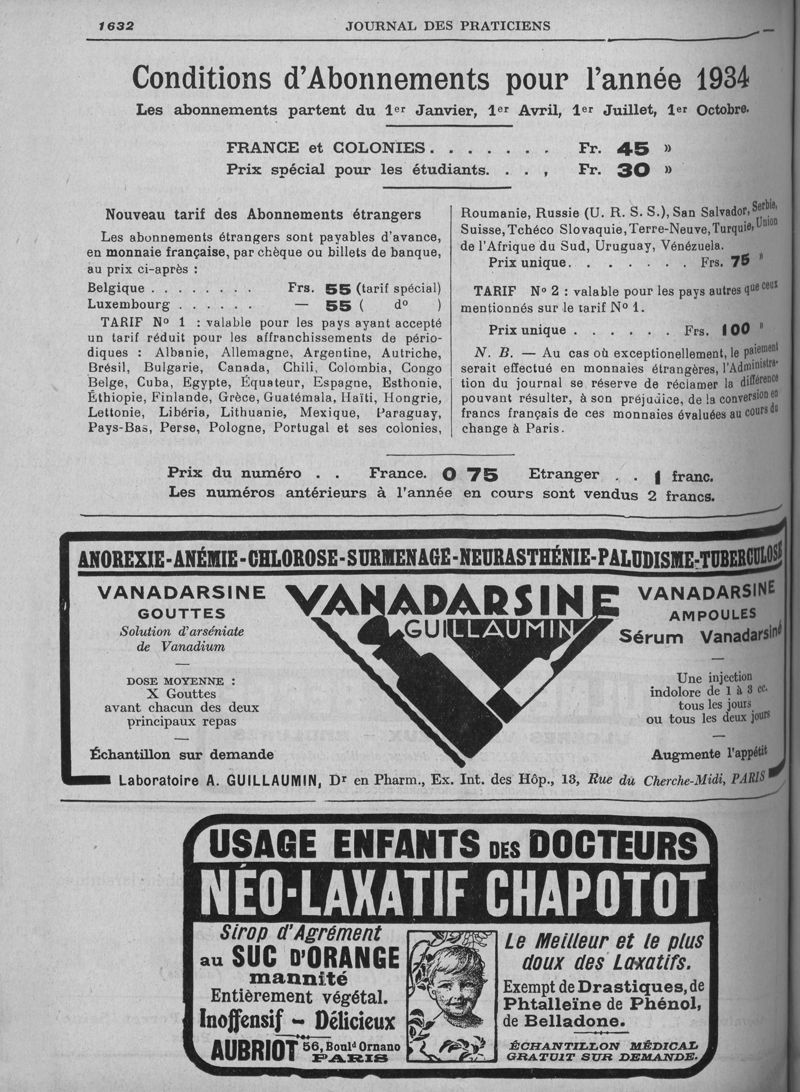 1632
JOURNAL DES PRATICIENS
Conditions d'Abonnements pour l'année 1934
Les abonnements partent du 1er Janvier, 1er Avril, 1er Juillet, 1er Octobre.
FRANCE et COLONIES. . . . . . . . Fr. 45 »
Prix spécial pour les étudiants. . . , Fr. 30 »
Nouveau tarif des Abonnements étrangers
Les abonnements étrangers sont payables d'avance,
en monnaie française, par chèque ou billets de banque,
au prix ci-après :
Belgique . . . . . . . . Frs. 55 (tarif spécial)
Luxembourg . . . . . . — 55 ( do )
TARIF No 1 : valable pour les pays ayant accepté
un tarif réduit pour les affranchissements de pério-
diques : Albanie, Allemagne, Argentine, Autriche,
Brésil, Bulgarie, Canada, Chili, Colombia, Congo
Belge, Cuba, Egypte, Équateur, Espagne, Esthonie,
Éthiopie, Finlande, Grèce, Guatémala, Haïti, Hongrie,
Lettonie, Libéria, Lithuanie, Mexique, Paraguay,
Pays-Bas, Perse, Pologne, Portugal et ses colonies,
Roumanie, Russie (U. R. S. S.), San Salvador, Serbie,
Suisse, Tchéco Slovaquie, Terre-Neuve, Turquie, Union
de l'Afrique du Sud, Uruguay, Vénézuela.
Prix unique. . . . . . . Frs. 75 »
TARIF No 2 : valable pour les pays autres que ceux
mentionnés sur le tarif No 1.
Prix unique . . . . . . Frs. 100 »
N. B. — Au cas où exceptionellement, le paiement
serait effectué en monnaies étrangères, l'Administra-
tion du journal se réserve de réclamer la différence
pouvant résulter, à son préjudice, de la conversion en
francs français de ces monnaies évaluées au cours du
change à Paris.
Prix du numéro . . France. 0 75 Etranger . . 1 franc.
Les numéros antérieurs à l'année en cours sont vendus 2 francs.
ANOREXIE-ANÉMIE-CHLOROSE-SURMENAGE-NEURASTHÉNIE-PALUDISME-TUBERCULOSE
VANADARSINE
GOUTTES
Solution d'arséniate
de Vanadium
DOSE MOYENNE :
X Gouttes
avant chacun des deux
principaux repas
Échantillon sur demande
VANADARSINE
GUILLAUMIN
VANADARSINE
AMPOULES
Sérum Vanadarsiné
Une injection
indolore de 1 à 3 cc.
tous les jours
ou tous les deux jours
Augmente l'appétit
Laboratoire A. GUILLAUMIN, Dr en Pharm., Ex. Int. des Hôp., 13, Rue du Cherche-Midi, PARIS
USAGE ENFANTS DES DOCTEURS
NÉO-LAXATIF CHAPOTOT
Sirop d'Agrément
au SUC D'ORANGE
mannité
Entièrement végétal.
Inoffensif - Délicieux
AUBRIOT 56, Bould Ornano
PARIS
Le Meilleur et le plus
doux des Laxatifs.
Exempt de Drastiques, de
Phtalleïne de Phénol,
de Belladone.
ÉCHANTILLON MÉDICAL
GRATUIT SUR DEMANDE.